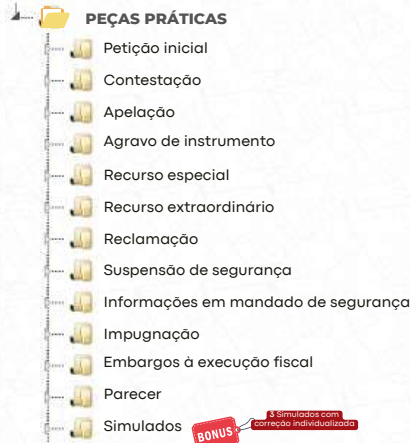 PEÇAS PRÁTICAS
Petição inicial
Contestação
Apelação
Agravo de instrumento
Recurso especial
Recurso extraordinário
Reclamação
Suspensão de segurança
Informações em mandado de segurança
Impugnação
Embargos à execução fiscal
Parecer
Simulados
BONUS
3 Simulados com
correção individualizada